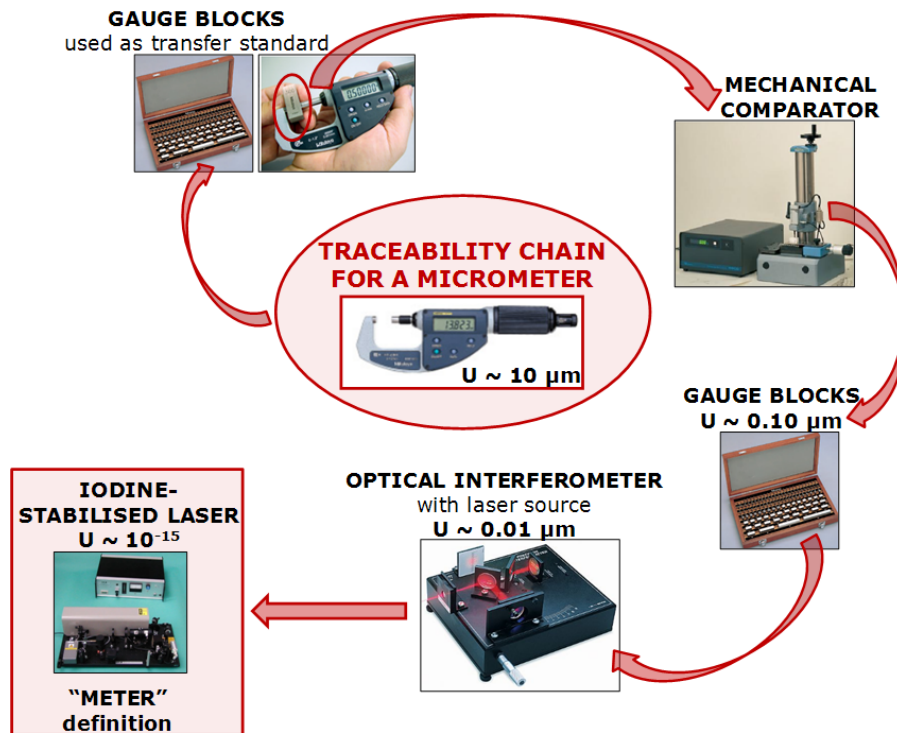 GAUGE BLOCKS
used as transfer standard
MECHANICAL
COMPARATOR
TRACEABILITY CHAIN
FOR A MICROMETER
U ~ 10 µm
GAUGE BLOCKS
U ~ 0.10 µm
OPTICAL INTERFEROMETER
with laser source
U ~ 0.01 µm
IODINE-
STABILISED LASER
U ~ 10⁻¹⁵
“METER”
definition